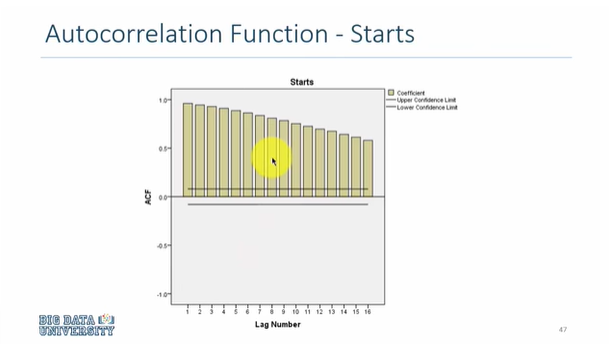 Autocorrelation Function - Starts
Starts
Coefficient
Upper Confidence Limit
Lower Confidence Limit
1.0
0.5
0.0
-0.5
-1.0
ACF
1 2 3 4 5 6 7 8 9 10 11 12 13 14 15 16
Lag Number
BIG DATA
UNIVERSITY
47